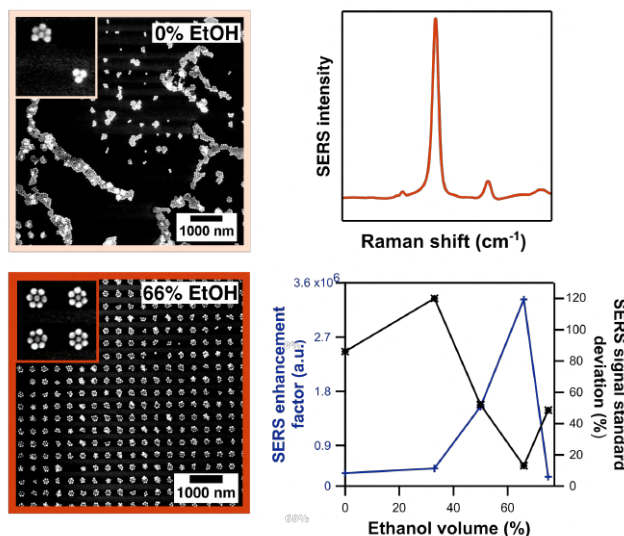 0% EtOH
1000 nm
SERS intensity
Raman shift (cm-1)
66% EtOH
1000 nm
SERS enhancement
factor (a.u.)
3.6 x 10⁶
2.7
1.8
0.9
0
0 20 40 60
Ethanol volume (%)
120
100
80
60
40
20
0
SERS signal standard
deviation (%)
66%